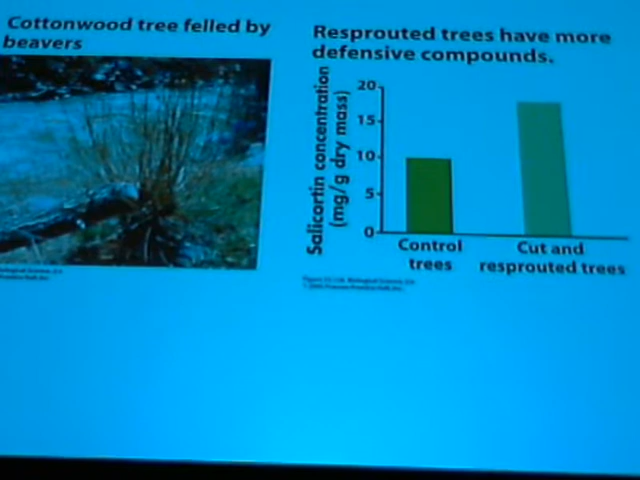 Cottonwood tree felled by
beavers
Resprouted trees have more
defensive compounds.
Salicortin concentration
(mg/g dry mass)
20
15
10
5
0
Control
trees
Cut and
resprouted trees